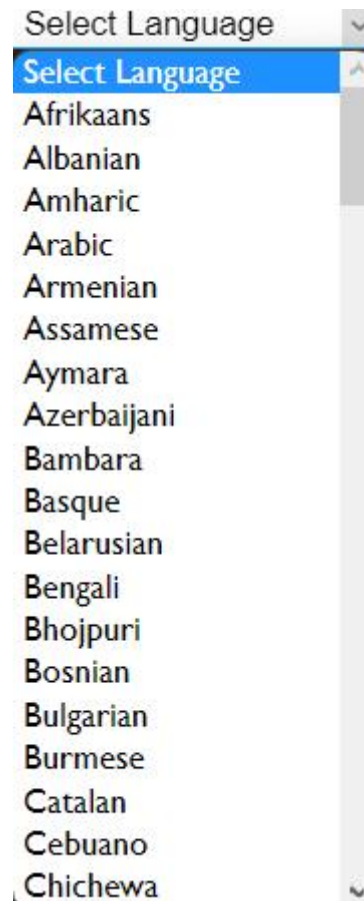 Select Language
Select Language
Afrikaans
Albanian
Amharic
Arabic
Armenian
Assamese
Aymara
Azerbaijani
Bambara
Basque
Belarusian
Bengali
Bhojpuri
Bosnian
Bulgarian
Burmese
Catalan
Cebuano
Chichewa